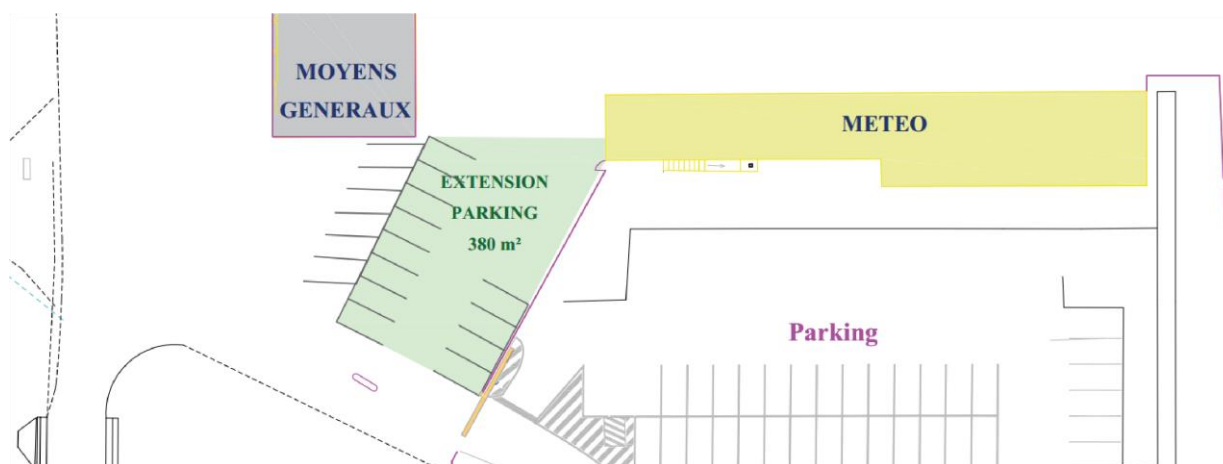 MOYENS
GENERAUX
METEO
EXTENSION
PARKING
380 m²
Parking